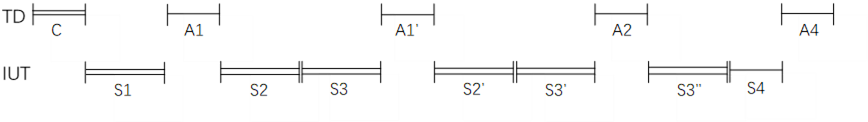 TD
C A1 A1' A2 A4
IUT
S1 S2 S3 S2' S3' S3" S4